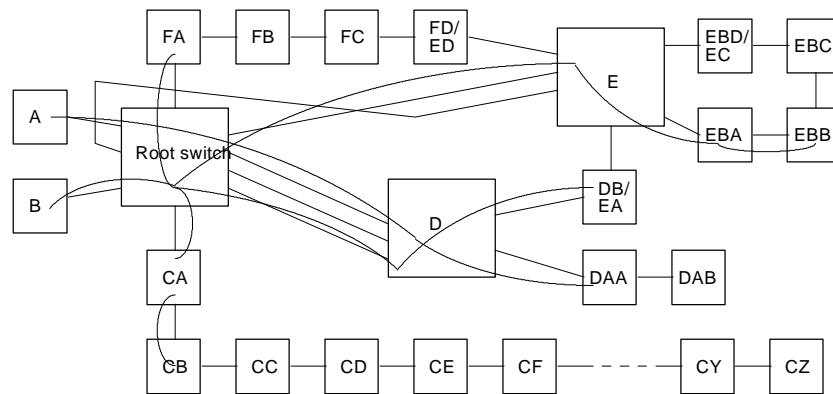 FA
FB
FC
FD/
ED
E
EBD/
EC
EBC
A
Root switch
EBA
EBB
B
D
DB/
EA
CA
DAA
DAB
CB
CC
CD
CE
CF
CY
CZ